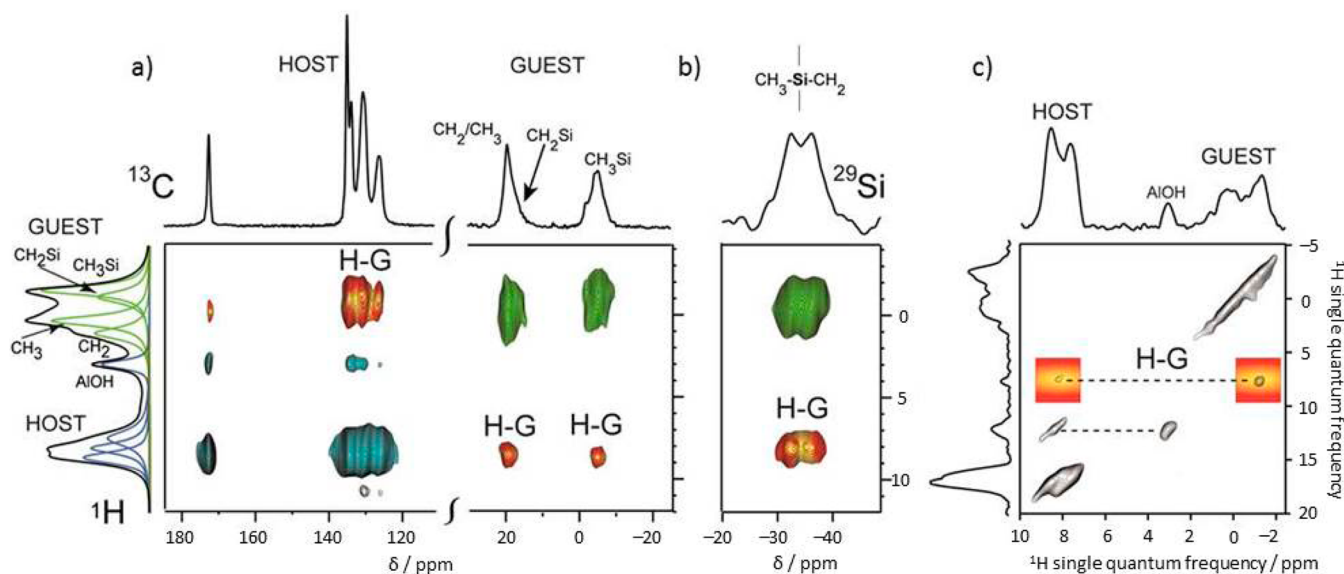 a)
HOST
GUEST
¹³C
CH₂/CH₃
CH₂Si
CH₃Si
GUEST
CH₂Si
CH₃Si
CH₃
CH₂
AlOH
HOST
¹H
H-G
H-G
H-G
0
5
10
180
160
140
120
20
0
–20
δ / ppm
δ / ppm
b)
CH₃-Si-CH₂
²⁹Si
H-G
–20
–30
–40
δ / ppm
c)
HOST
AlOH
GUEST
H-G
–5
0
5
10
15
20
¹H single quantum frequency
10
8
6
4
2
0
–2
¹H single quantum frequency / ppm